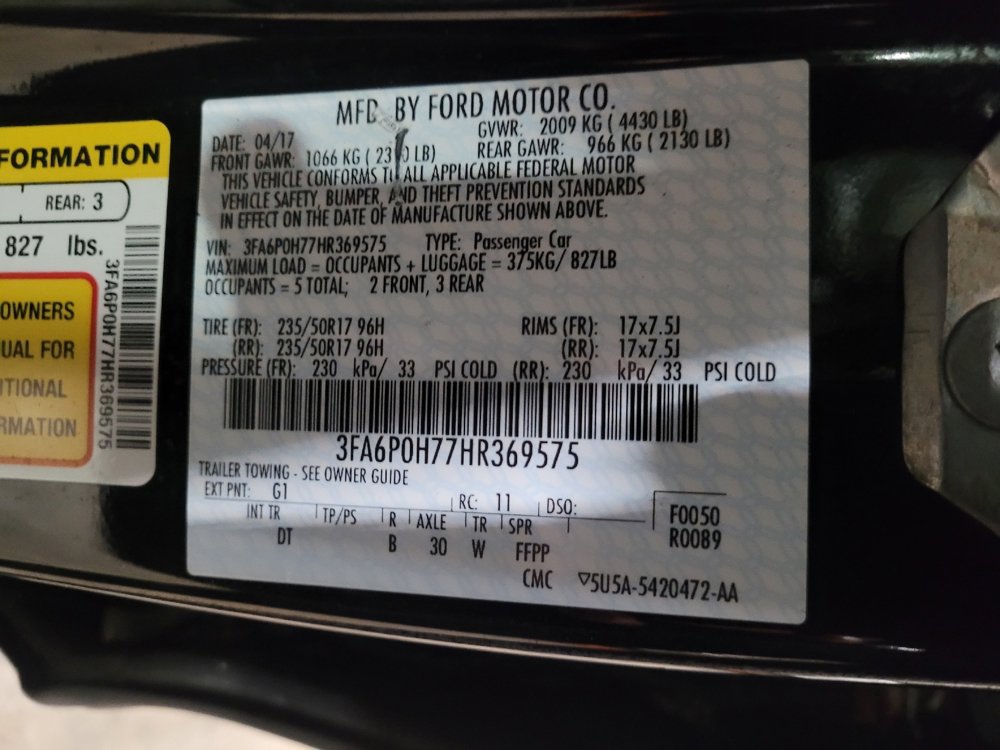 FORMATION
REAR: 3
827 lbs.
OWNERS
UAL FOR
ITIONAL
RMATION
3FA6P0H77HR369575
MFD. BY FORD MOTOR CO.
DATE: 04/17 GVWR: 2009 KG ( 4430 LB)
FRONT GAWR: 1066 KG ( LB) REAR GAWR: 966 KG ( 2130 LB)
THIS VEHICLE CONFORMS TO ALL APPLICABLE FEDERAL MOTOR
VEHICLE SAFETY, BUMPER, AND THEFT PREVENTION STANDARDS
IN EFFECT ON THE DATE OF MANUFACTURE SHOWN ABOVE.
VIN: 3FA6P0H77HR369575 TYPE: Passenger Car
MAXIMUM LOAD = OCCUPANTS + LUGGAGE = 375KG/ 827LB
OCCUPANTS = 5 TOTAL; 2 FRONT, 3 REAR
TIRE (FR): 235/50R17 96H RIMS (FR): 17x7.5J
(RR): 235/50R17 96H (RR): 17x7.5J
PRESSURE (FR): 230 kPa/ 33 PSI COLD (RR): 230 kPa/ 33 PSI COLD
3FA6P0H77HR369575
TRAILER TOWING - SEE OWNER GUIDE
EXT PNT: G1 RC: 11 DSO:
INT TR TP/PS R AXLE TR SPR F0050
DT B 30 W FFPP R0089
CMC ▽5U5A-5420472-AA